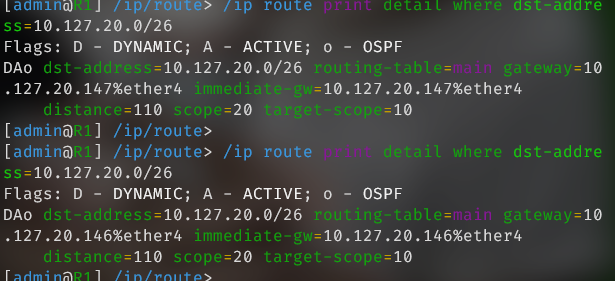 [admin@R1] /ip/route> /ip route print detail where dst-addre
ss=10.127.20.0/26
Flags: D - DYNAMIC; A - ACTIVE; o - OSPF
DAo dst-address=10.127.20.0/26 routing-table=main gateway=10
.127.20.147%ether4 immediate-gw=10.127.20.147%ether4
    distance=110 scope=20 target-scope=10
[admin@R1] /ip/route>
[admin@R1] /ip/route> /ip route print detail where dst-addre
ss=10.127.20.0/26
Flags: D - DYNAMIC; A - ACTIVE; o - OSPF
DAo dst-address=10.127.20.0/26 routing-table=main gateway=10
.127.20.146%ether4 immediate-gw=10.127.20.146%ether4
    distance=110 scope=20 target-scope=10
[admin@R1] /ip/route>